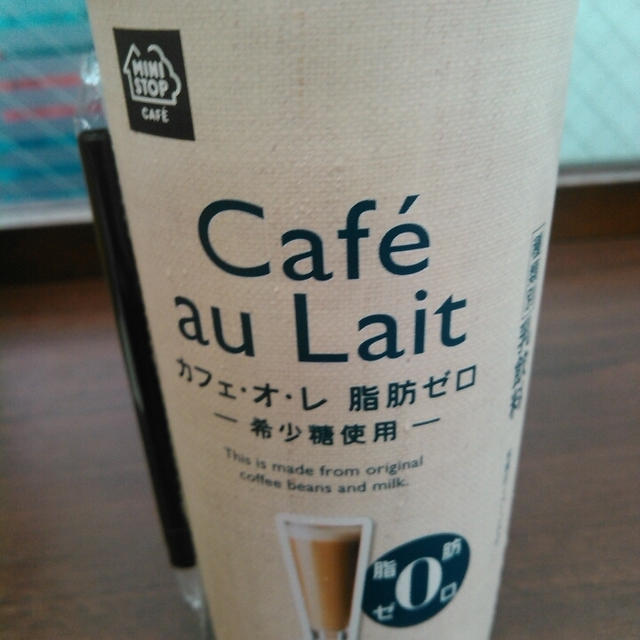 MINI
STOP
CAFÉ
Café
au Lait
カフェ・オ・レ 脂肪ゼロ
— 希少糖使用 —
This is made from original
coffee beans and milk.
脂肪
0
ゼロ